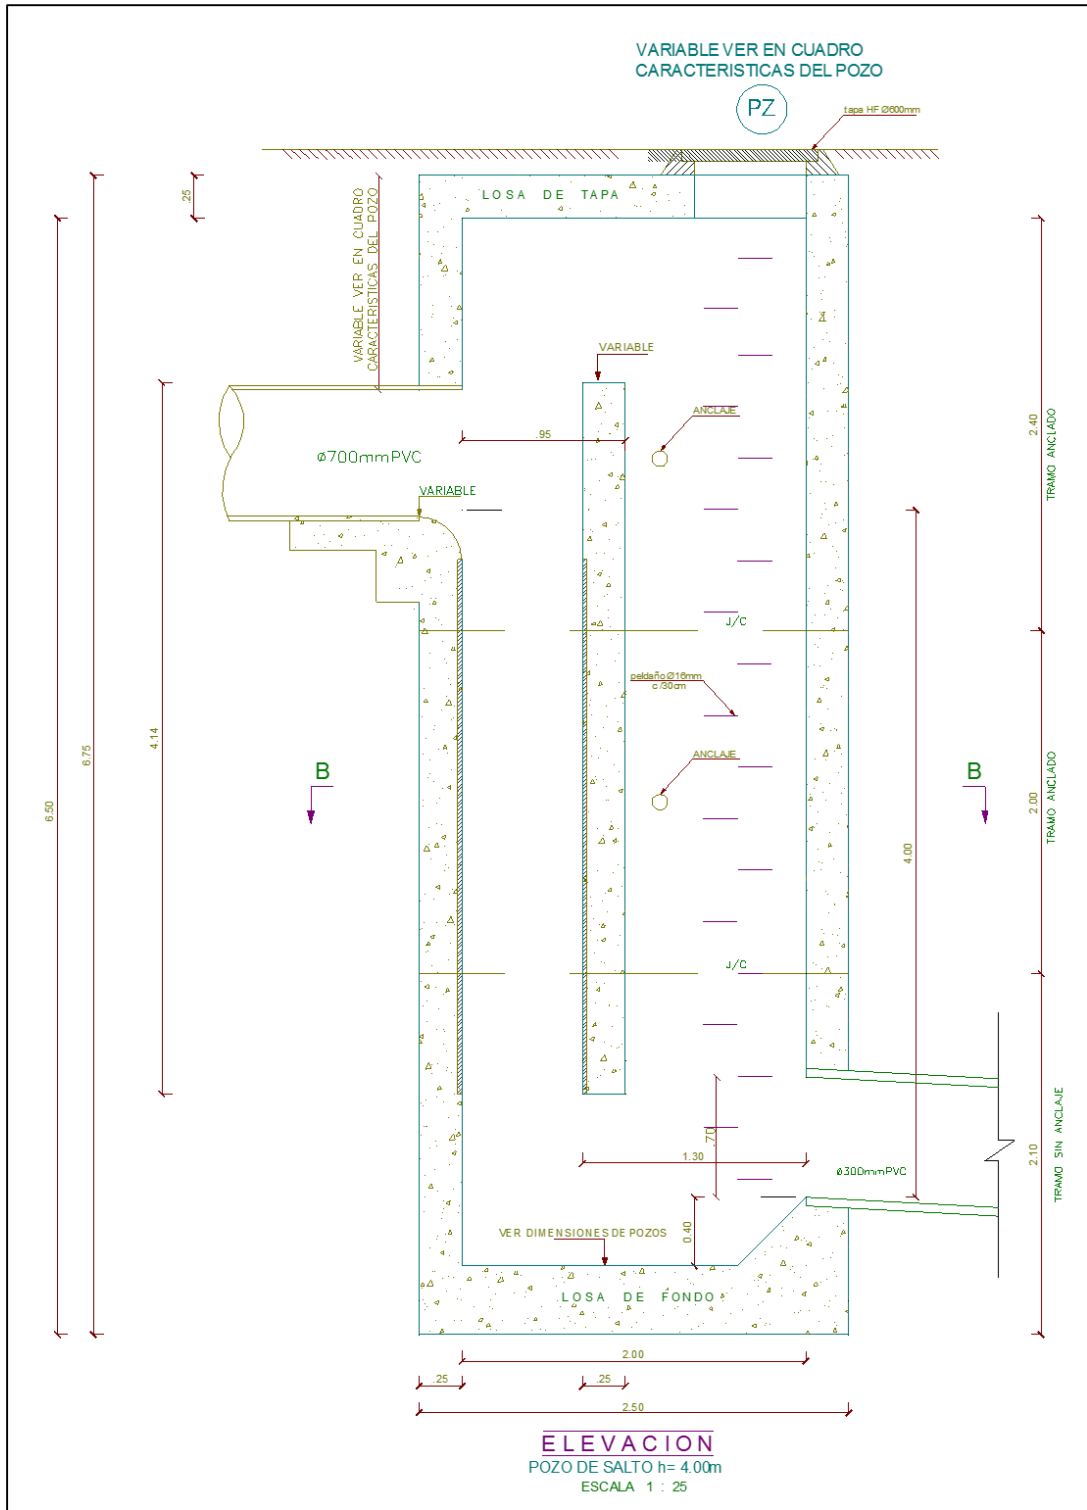 VARIABLE VER EN CUADRO
CARACTERISTICAS DEL POZO
PZ
tapa HF Ø600mm
.25
LOSA DE TAPA
VARIABLE VER EN CUADRO
CARACTERISTICAS DEL POZO
VARIABLE
ANCLAJE
.95
ø700mmPVC
VARIABLE
2.40
TRAMO ANCLADO
J/C
peldaño Ø16mm
c/30cm
4.14
6.75
6.50
B
ANCLAJE
B
2.00
TRAMO ANCLADO
4.00
J/C
.70
1.30
ø300mmPVC
2.10
TRAMO SIN ANCLAJE
0.40
VER DIMENSIONES DE POZOS
LOSA DE FONDO
2.00
.25
.25
2.50
ELEVACION
POZO DE SALTO h= 4.00m
ESCALA 1 : 25